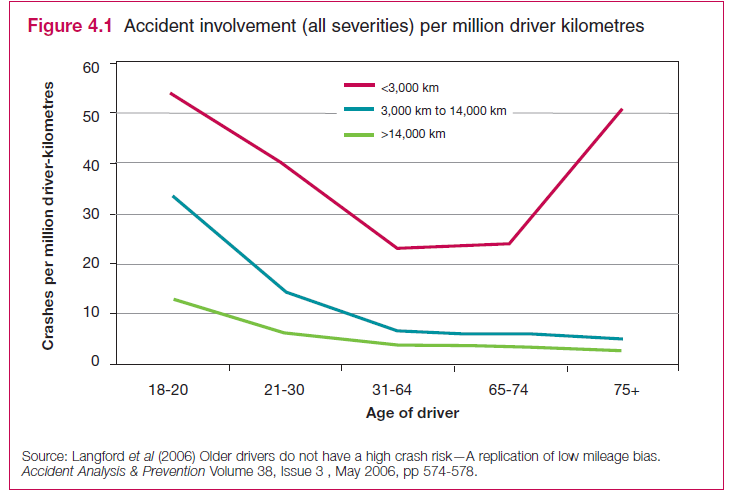 Figure 4.1 Accident involvement (all severities) per million driver kilometres
Crashes per million driver-kilometres
60
50
40
30
20
10
0
<3,000 km
3,000 km to 14,000 km
>14,000 km
18-20 21-30 31-64 65-74 75+
Age of driver
Source: Langford et al (2006) Older drivers do not have a high crash risk—A replication of low mileage bias.
Accident Analysis & Prevention Volume 38, Issue 3 , May 2006, pp 574-578.